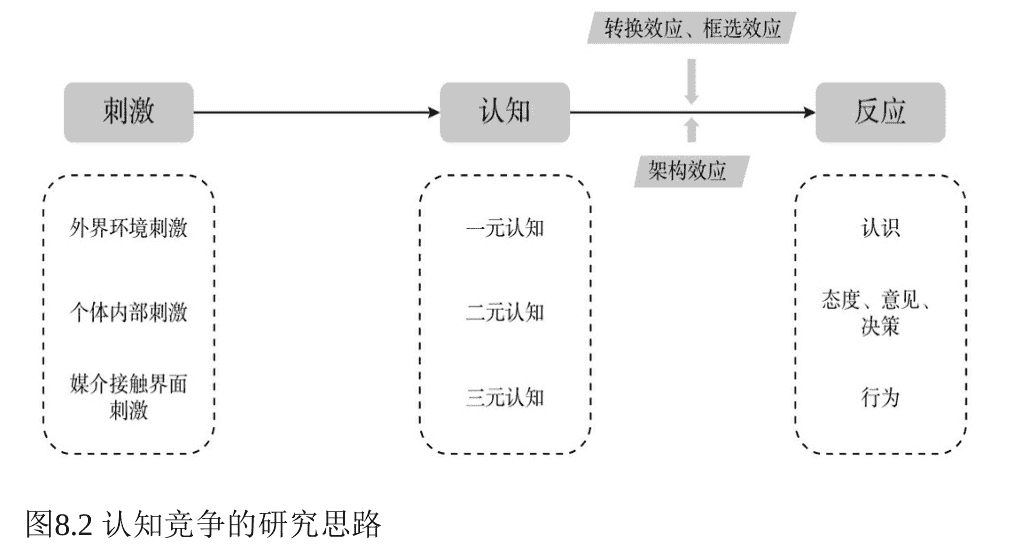 转换效应、框选效应
刺激
认知
反应
架构效应
外界环境刺激
个体内部刺激
媒介接触界面
刺激
一元认知
二元认知
三元认知
认识
态度、意见、
决策
行为
图8.2 认知竞争的研究思路